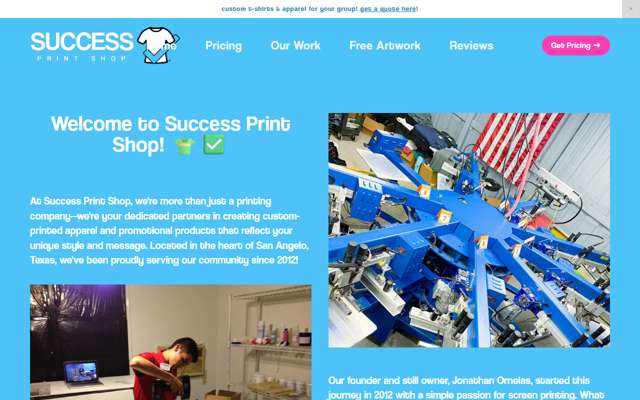 custom t-shirts & apparel for your group! get a quote here!
×
SUCCESS
PRINT SHOP
Pricing
Our Work
Free Artwork
Reviews
Get Pricing →
Welcome to Success Print
Shop! 👕 ✅
At Success Print Shop, we're more than just a printing
company—we're your dedicated partners in creating custom-
printed apparel and promotional products that reflect your
unique style and message. Located in the heart of San Angelo,
Texas, we've been proudly serving our community since 2012!
Our founder and still owner, Jonathan Ornelas, started this
journey in 2012 with a simple passion for screen printing. What